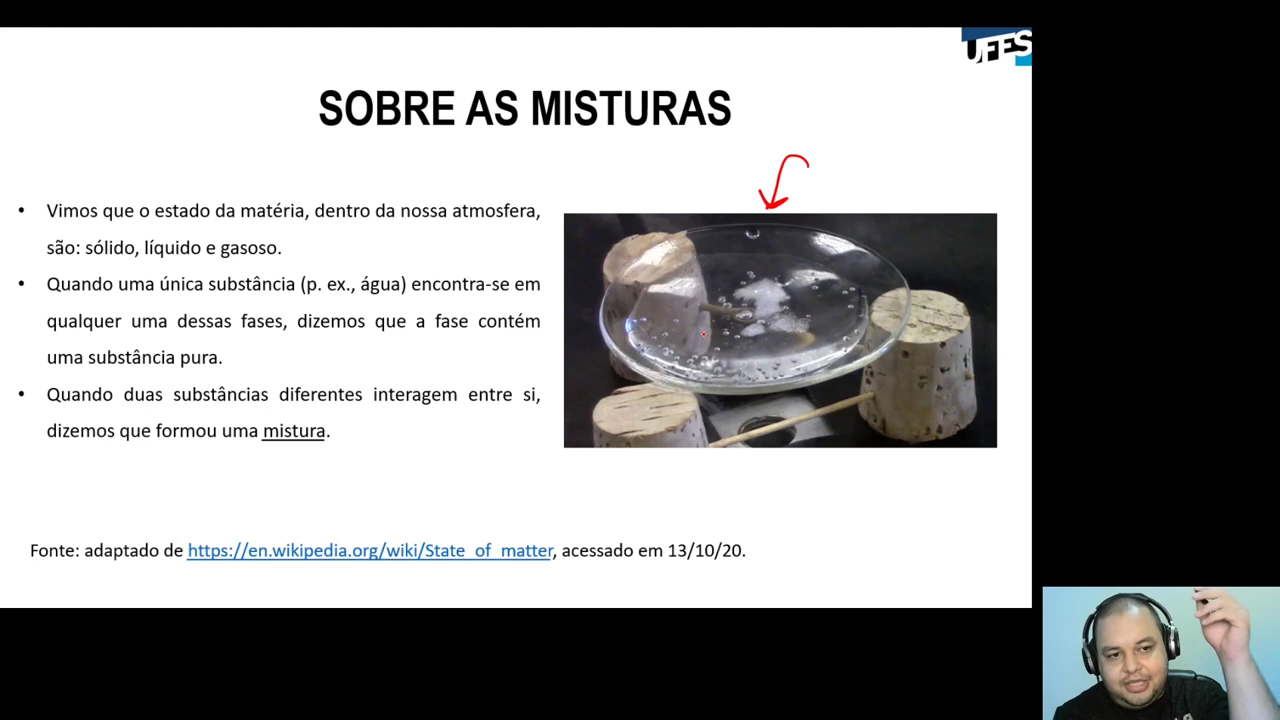 UFES
SOBRE AS MISTURAS
• Vimos que o estado da matéria, dentro da nossa atmosfera,
são: sólido, líquido e gasoso.
• Quando uma única substância (p. ex., água) encontra-se em
qualquer uma dessas fases, dizemos que a fase contém
uma substância pura.
• Quando duas substâncias diferentes interagem entre si,
dizemos que formou uma mistura.
Fonte: adaptado de https://en.wikipedia.org/wiki/State_of_matter, acessado em 13/10/20.